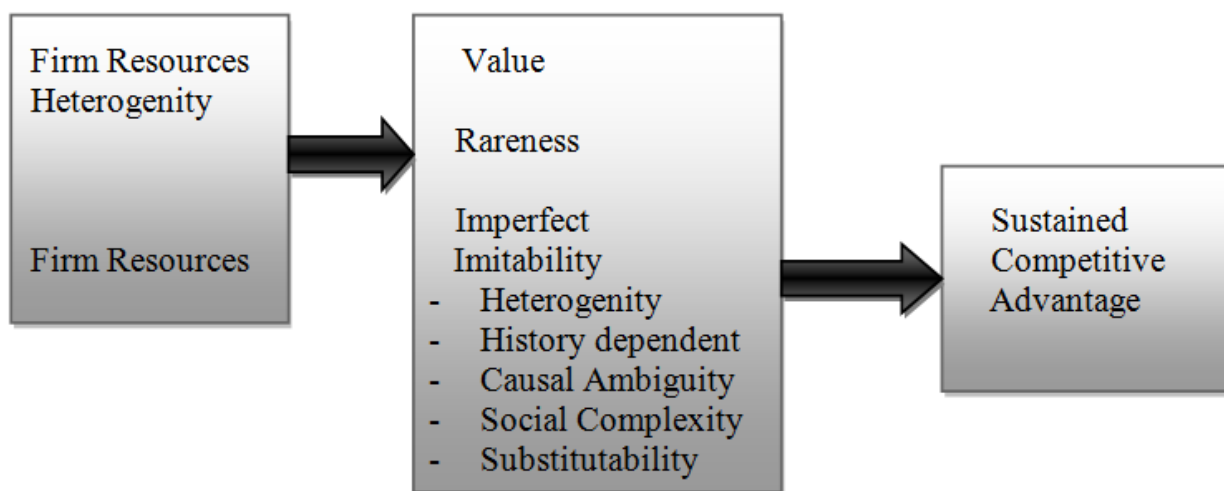 Firm Resources
Heterogenity
Firm Resources
Value
Rareness
Imperfect
Imitability
- Heterogenity
- History dependent
- Causal Ambiguity
- Social Complexity
- Substitutability
Sustained
Competitive
Advantage